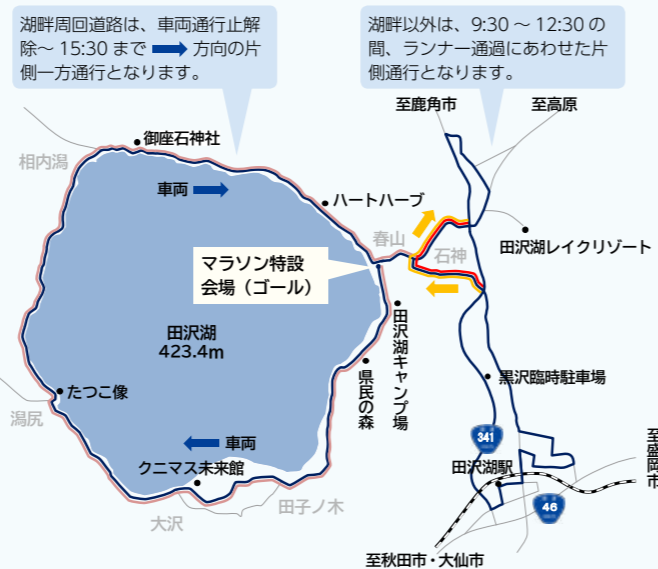 湖畔周回道路は、車両通行止解
除～ 15:30 まで 方向の片
側一方通行となります。
湖畔以外は、9:30 ～ 12:30 の
間、ランナー通過にあわせた片
側通行となります。
至鹿角市
至高原
御座石神社
相内潟
車両
ハートハーブ
春山
石神
田沢湖レイクリゾート
マラソン特設
会場（ゴール）
田沢湖
423.4m
田沢湖キャンプ場
県民の森
黒沢臨時駐車場
たつこ像
潟尻
車両
クニマス未来館
田子ノ木
大沢
341
田沢湖駅
46
至盛岡市
至秋田市・大仙市